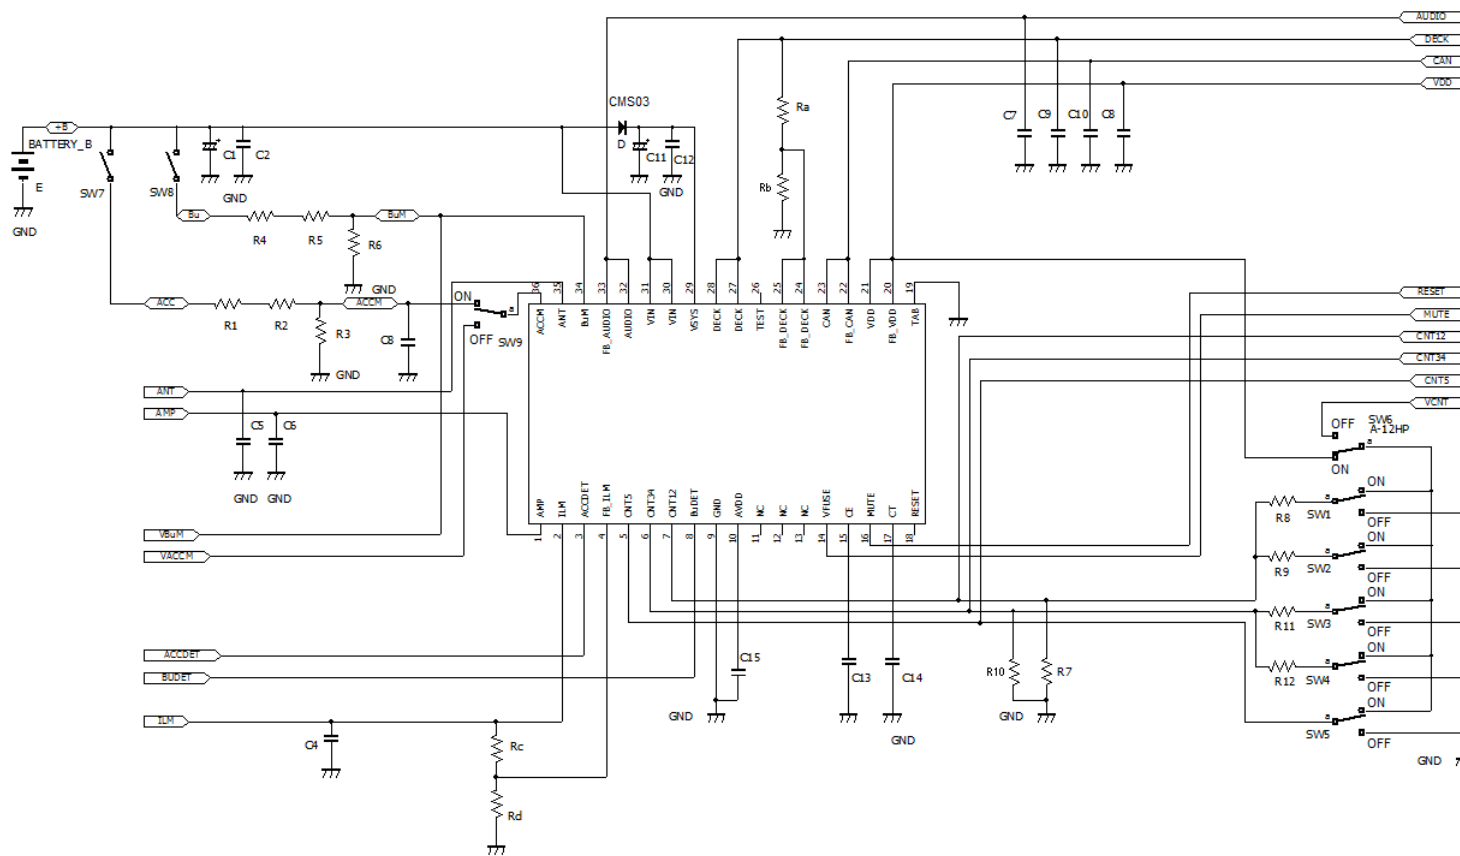 AUDIO
DECK
CAN
VDD
CMS03
Ra
C7
C9
C10
C8
+B
BATTERY_B
D
C1
C2
C11
C12
E
SW7
SW8
GND
GND
GND
Rb
Bu
BuM
R4
R5
R6
GND
ACC
ACCM
ON
R1
R2
R3
GND
C8
OFF
SW9
a
36
35
34
33
32
31
30
29
28
27
26
25
24
23
22
21
20
19
ACCM
ANT
BuM
FB_AUDIO
AUDIO
VIN
VIN
VSYS
DECK
DECK
TEST
FB_DECK
FB_DECK
CAN
FB_CAN
VDD
FB_VDD
TAB
RESET
MUTE
CNT12
CNT34
CNT5
VCNT
ANT
AMP
C5
C6
GND
GND
OFF
SW6
A-12HP
a
ON
AMP
ILM
ACCDET
FB_ILM
CNT5
CNT34
CNT12
BuDET
GND
AVDD
NC
NC
NC
VFUSE
CE
MUTE
CT
RESET
1
2
3
4
5
6
7
8
9
10
11
12
13
14
15
16
17
18
VBuM
VACCM
ON
a
R8
SW1
OFF
ON
a
R9
SW2
OFF
ON
a
R11
SW3
OFF
ON
a
R12
SW4
OFF
ON
a
SW5
OFF
GND
ACCDET
BUDET
C15
C13
C14
R10
R7
GND
GND
GND
ILM
C4
Rc
Rd